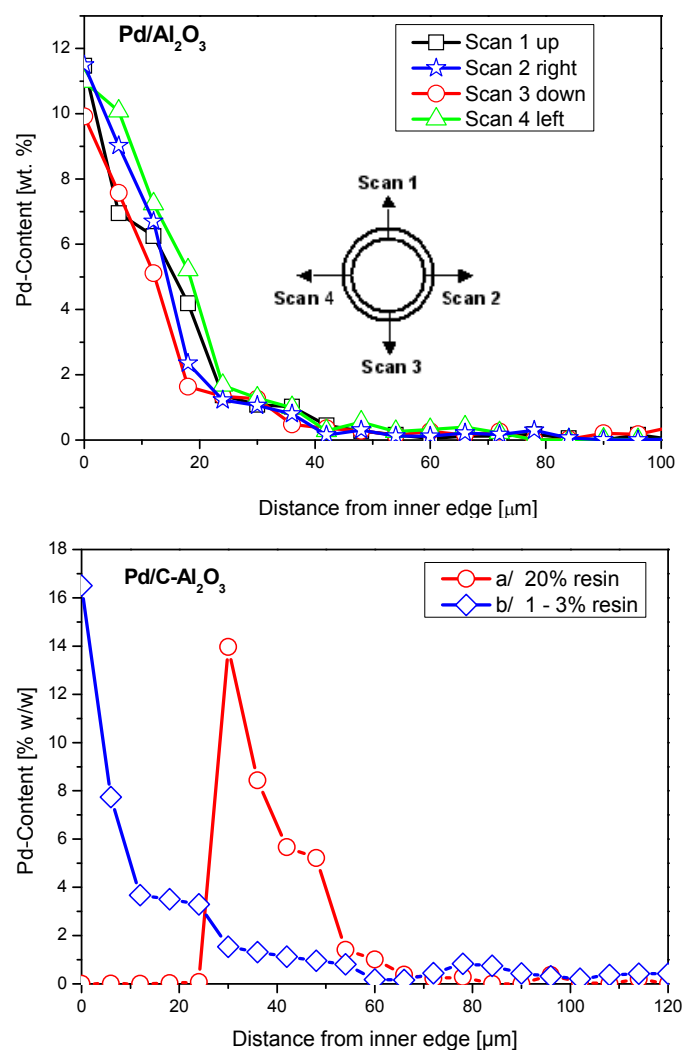 Pd/Al₂O₃
Scan 1 up
Scan 2 right
Scan 3 down
Scan 4 left
12
10
8
6
4
2
0
Pd-Content [wt. %]
Scan 1
Scan 4
Scan 2
Scan 3
0 20 40 60 80 100
Distance from inner edge [μm]
Pd/C-Al₂O₃
a/ 20% resin
b/ 1 - 3% resin
18
16
14
12
10
8
6
4
2
0
Pd-Content [% w/w]
0 20 40 60 80 100 120
Distance from inner edge [µm]